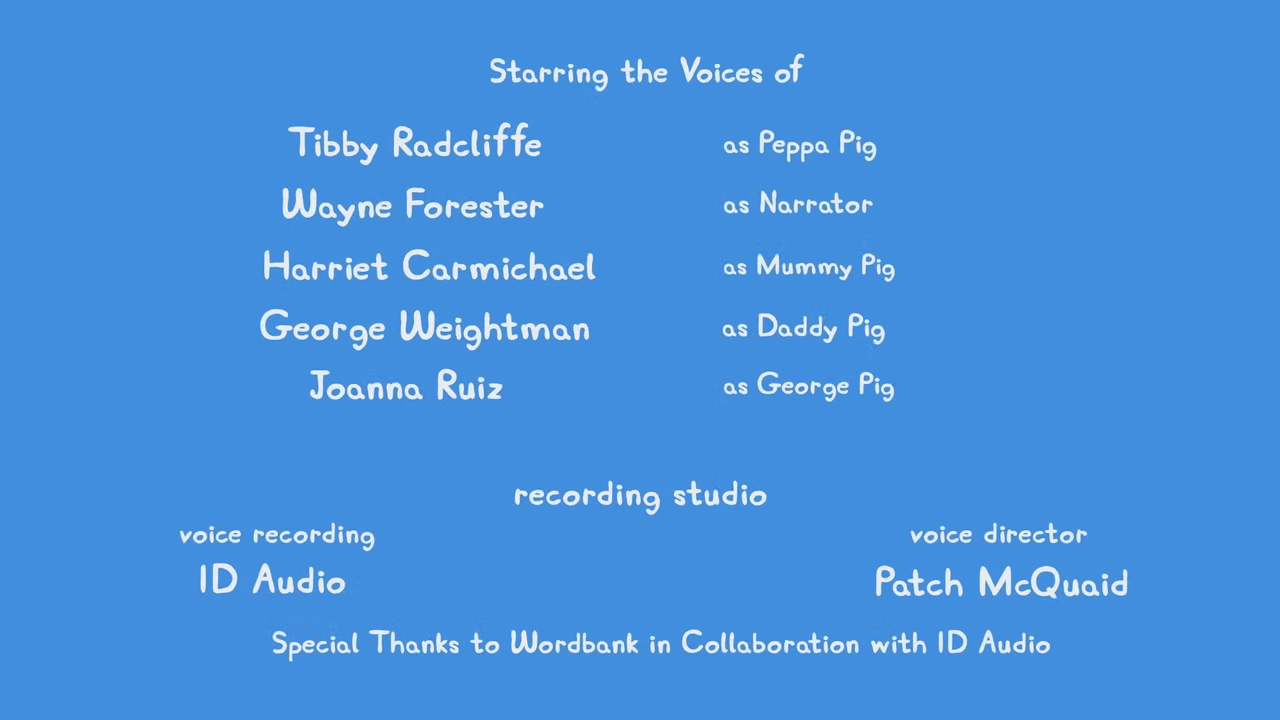 Starring the Voices of
Tibby Radcliffe as Peppa Pig
Wayne Forester as Narrator
Harriet Carmichael as Mummy Pig
George Weightman as Daddy Pig
Joanna Ruiz as George Pig
recording studio
voice recording voice director
ID Audio Patch McQuaid
Special Thanks to Wordbank in Collaboration with ID Audio